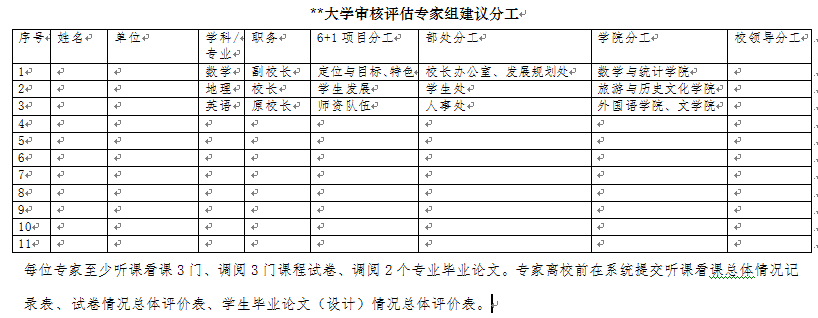 **大学审核评估专家组建议分工
序号 姓名 单位 学科/专业 职务 6+1 项目分工 部处分工 学院分工 校领导分工
1 数学 副校长 定位与目标、特色 校长办公室、发展规划处 数学与统计学院
2 地理 校长 学生发展 学生处 旅游与历史文化学院
3 英语 原校长 师资队伍 人事处 外国语学院、文学院
4
5
6
7
8
9
10
11
每位专家至少听课看课 3 门、调阅 3 门课程试卷、调阅 2 个专业毕业论文。专家离校前在系统提交听课看课总体情况记
录表、试卷情况总体评价表、学生毕业论文（设计）情况总体评价表。